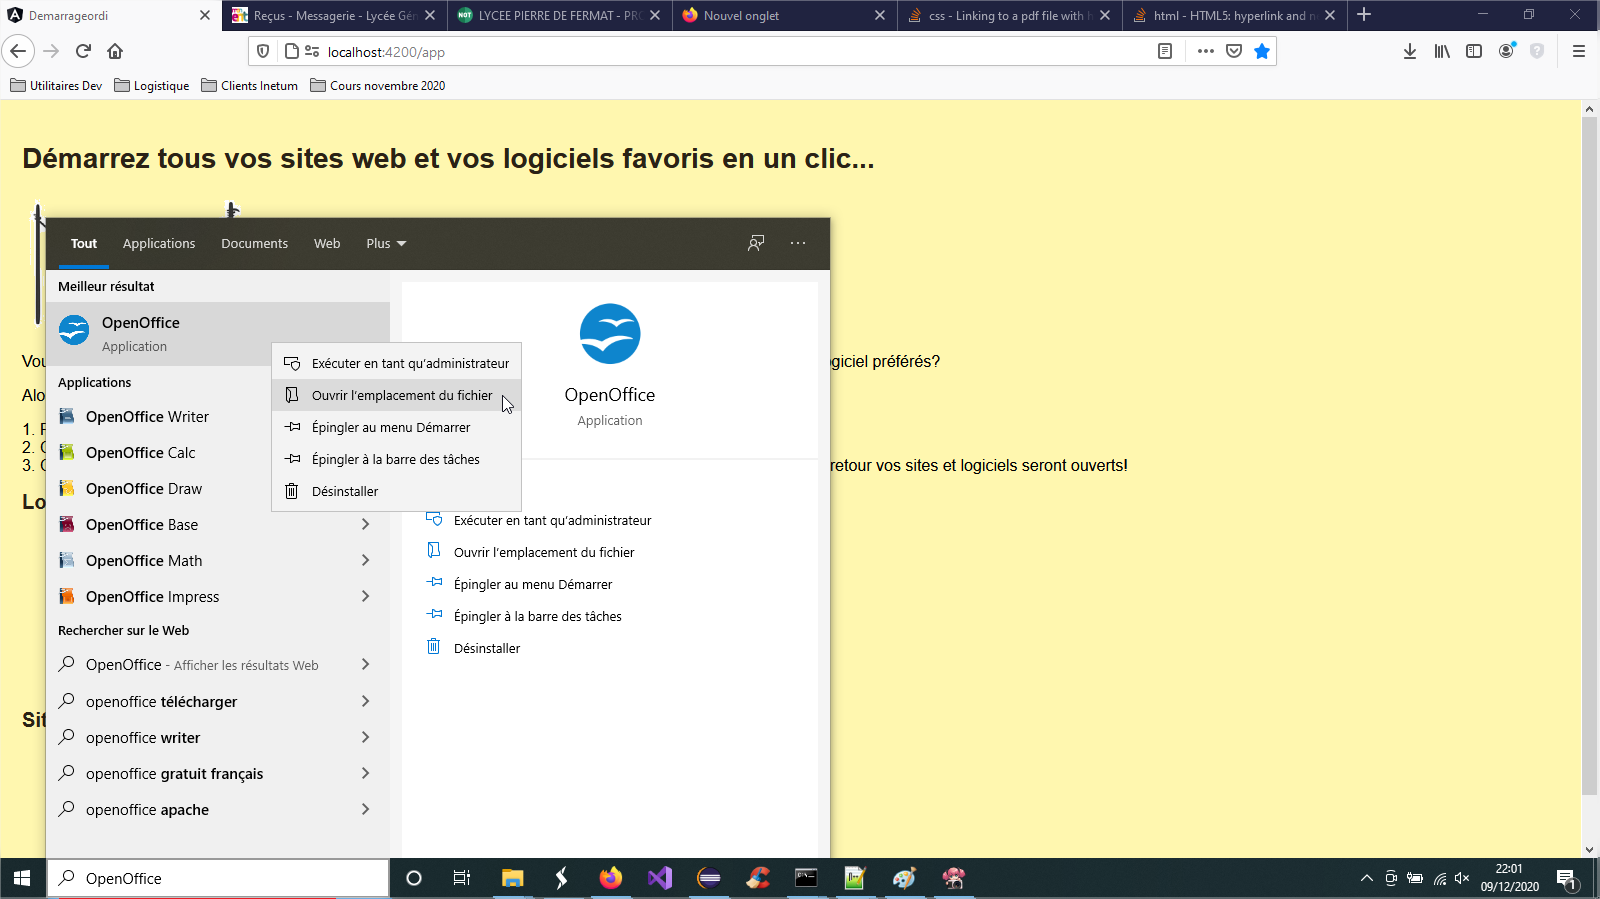 Demarrageordi
Reçus - Messagerie - Lycée Gén
NOT
LYCEE PIERRE DE FERMAT - PRO
Nouvel onglet
css - Linking to a pdf file with h
html - HTML5: hyperlink and n
localhost:4200/app
Utilitaires Dev
Logistique
Clients Inetum
Cours novembre 2020
Démarrez tous vos sites web et vos logiciels favoris en un clic...
Tout
Applications
Documents
Web
Plus
Meilleur résultat
OpenOffice
Application
Applications
OpenOffice Writer
OpenOffice Calc
OpenOffice Draw
OpenOffice Base
OpenOffice Math
OpenOffice Impress
Rechercher sur le Web
OpenOffice - Afficher les résultats Web
openoffice télécharger
openoffice writer
openoffice gratuit français
openoffice apache
Exécuter en tant qu'administrateur
Ouvrir l'emplacement du fichier
Épingler au menu Démarrer
Épingler à la barre des tâches
Désinstaller
OpenOffice
Application
Exécuter en tant qu'administrateur
Ouvrir l'emplacement du fichier
Épingler au menu Démarrer
Épingler à la barre des tâches
Désinstaller
Vou
ogiciel préférés?
Alo
1.
2.
3.
retour vos sites et logiciels seront ouverts!
Lo
Sit
OpenOffice
22:01
09/12/2020
1